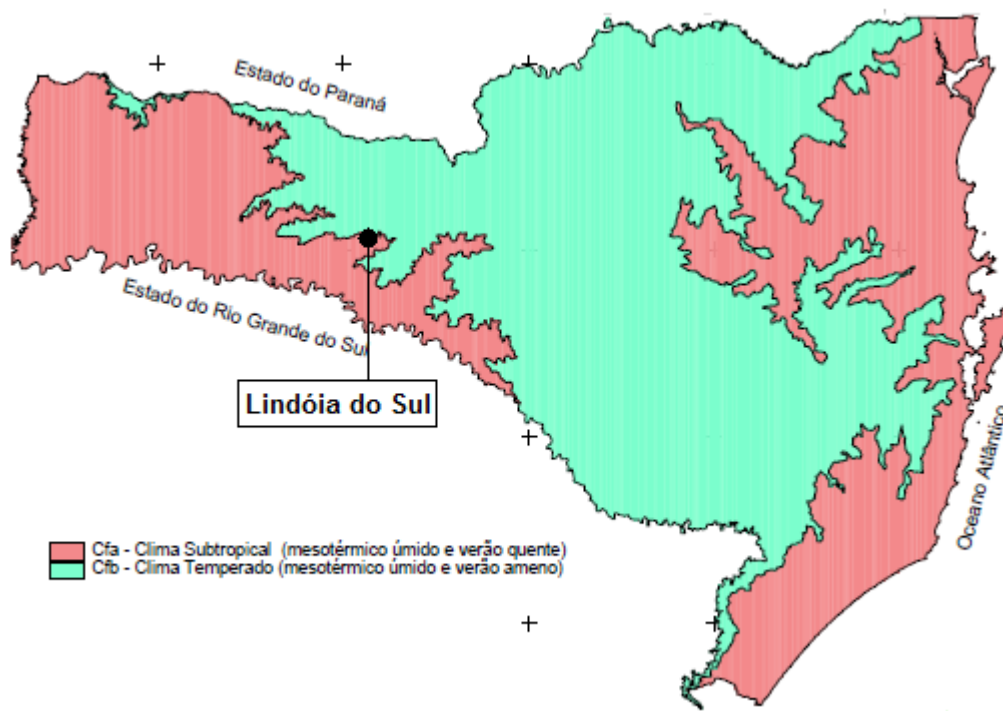 Estado do Paraná
Estado do Rio Grande do Sul
Lindóia do Sul
Oceano Atlântico
Cfa - Clima Subtropical (mesotérmico úmido e verão quente)
Cfb - Clima Temperado (mesotérmico úmido e verão ameno)